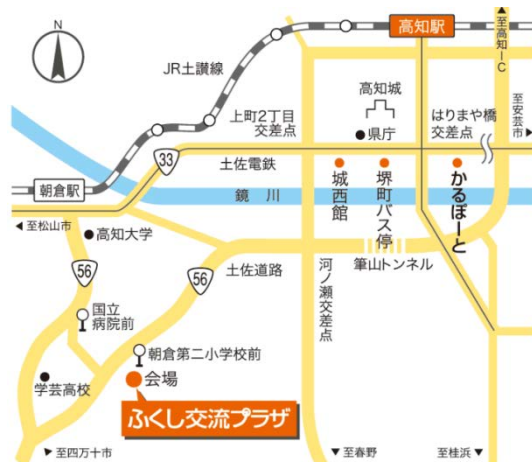 N
JR土讃線
高知駅
至高知IC
高知城
上町2丁目
交差点
県庁
はりまや橋
交差点
至安芸市
33
土佐電鉄
朝倉駅
鏡 川
城西館
堺町バス停
かるぽーと
至松山市
高知大学
56
56
土佐道路
筆山トンネル
河ノ瀬交差点
国立
病院前
朝倉第二小学校前
学芸高校
会場
ふくし交流プラザ
至四万十市
至春野
至桂浜